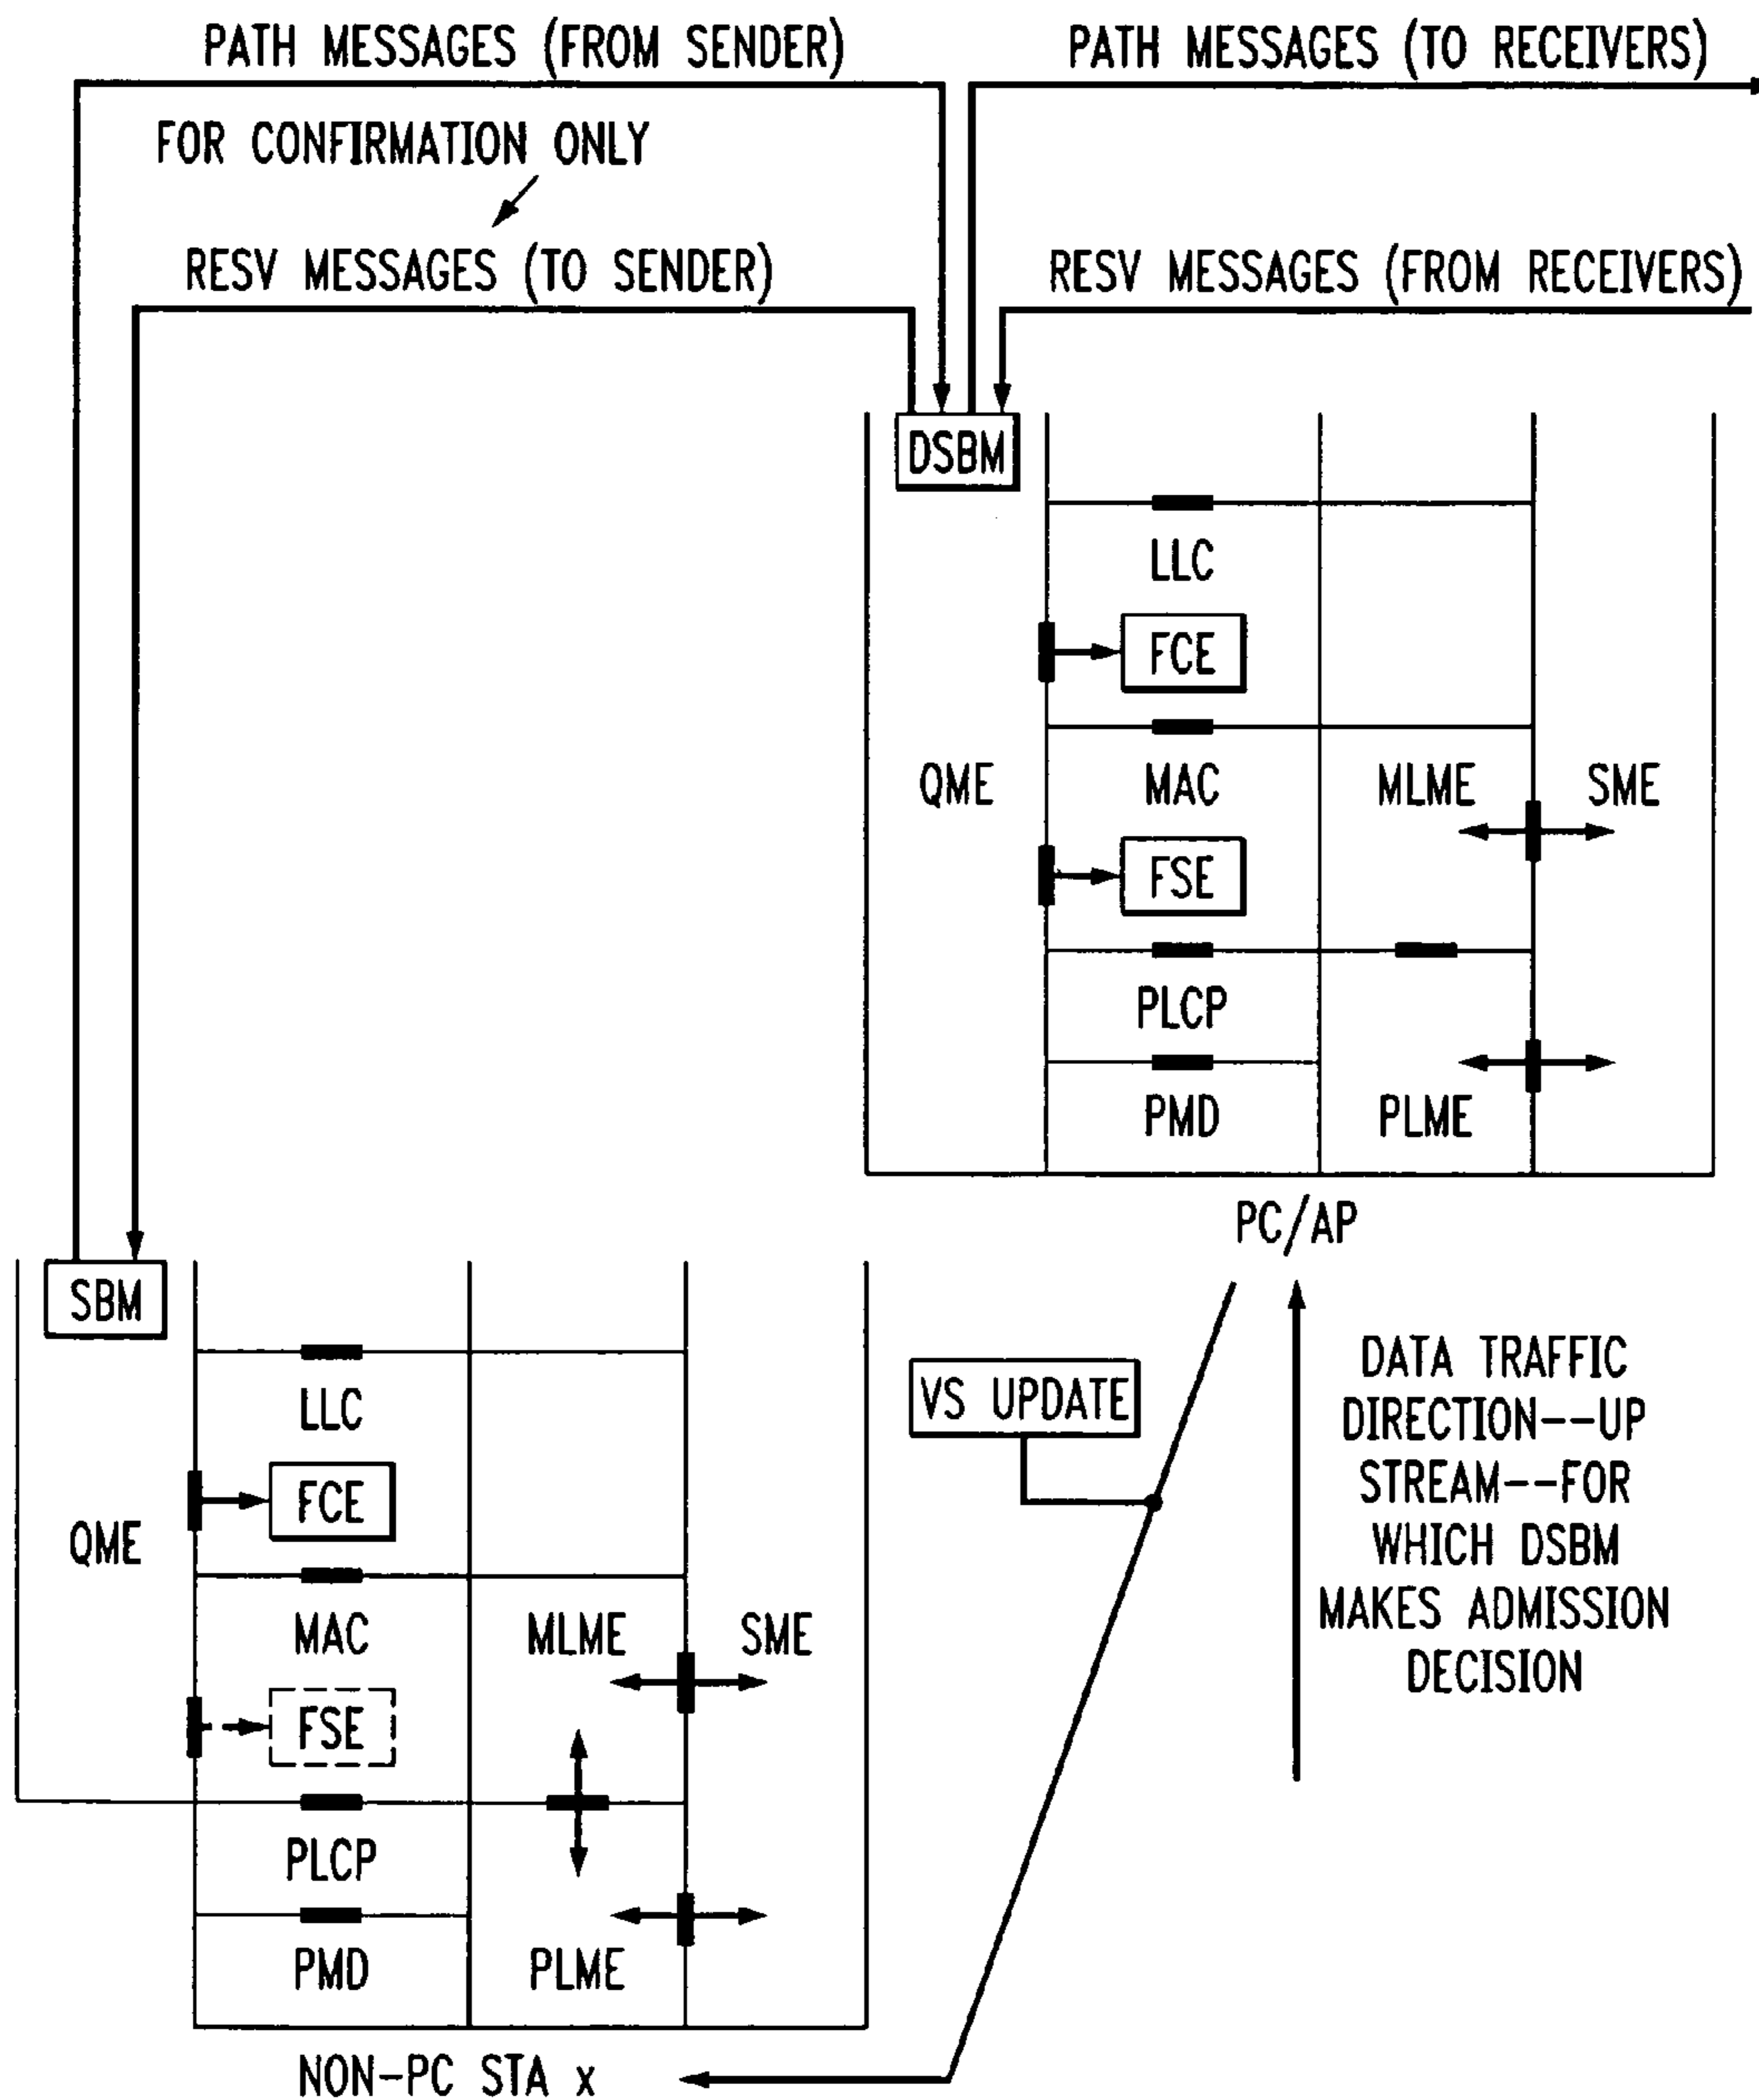 PATH MESSAGES (FROM SENDER)
PATH MESSAGES (TO RECEIVERS)
FOR CONFIRMATION ONLY
RESV MESSAGES (TO SENDER)
RESV MESSAGES (FROM RECEIVERS)
DSBM
LLC
FCE
QME
MAC
MLME
SME
FSE
PLCP
PMD
PLME
PC/AP
SBM
LLC
FCE
QME
MAC
MLME
SME
FSE
PLCP
PMD
PLME
NON-PC STA x
VS UPDATE
DATA TRAFFIC
DIRECTION--UP
STREAM--FOR
WHICH DSBM
MAKES ADMISSION
DECISION